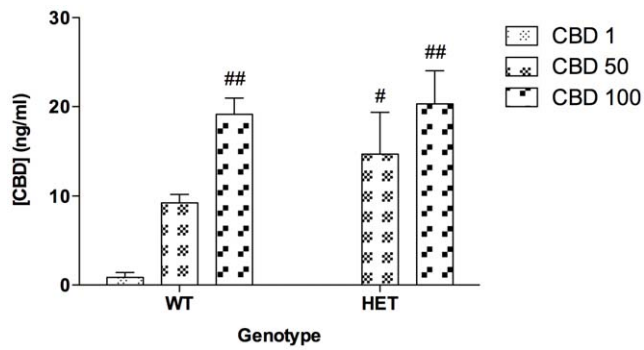 30
20
10
0
[CBD] (ng/ml)
##
#
##
WT
HET
Genotype
CBD 1
CBD 50
CBD 100